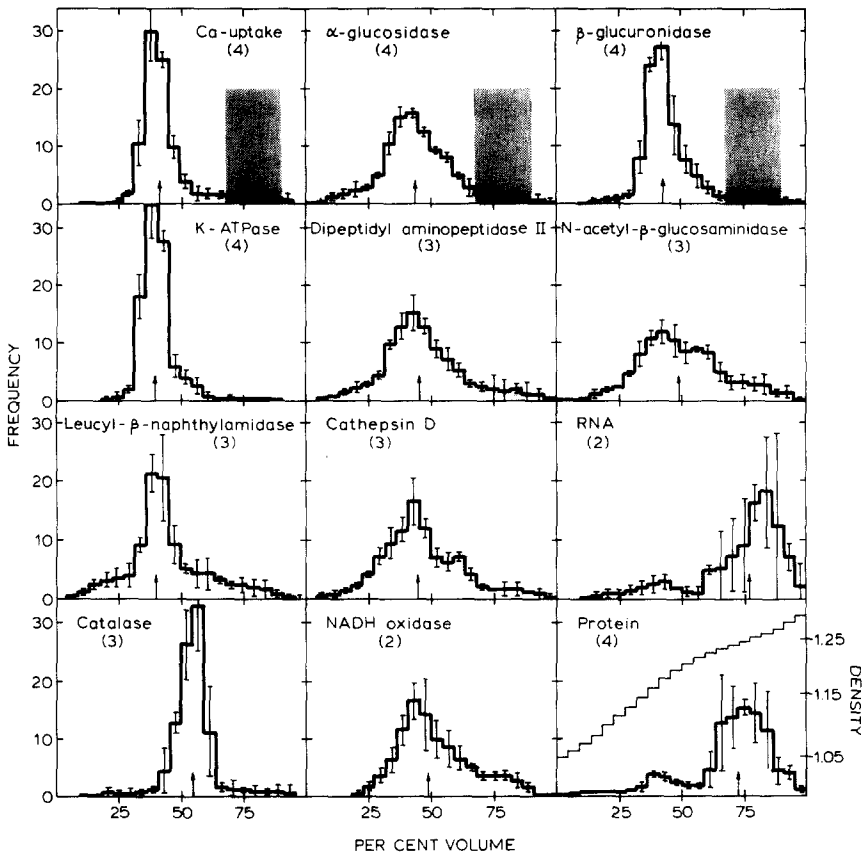 30
20
10
0
Ca-uptake
(4)
α-glucosidase
(4)
β-glucuronidase
(4)
30
20
10
0
K-ATPase
(4)
Dipeptidyl aminopeptidase II
(3)
N-acetyl-β-glucosaminidase
(3)
FREQUENCY
30
20
10
0
Leucyl-β-naphthylamidase
(3)
Cathepsin D
(3)
RNA
(2)
30
20
10
0
Catalase
(3)
NADH oxidase
(2)
Protein
(4)
1.25
1.15
1.05
DENSITY
25 50 75 25 50 75 25 50 75
PER CENT VOLUME